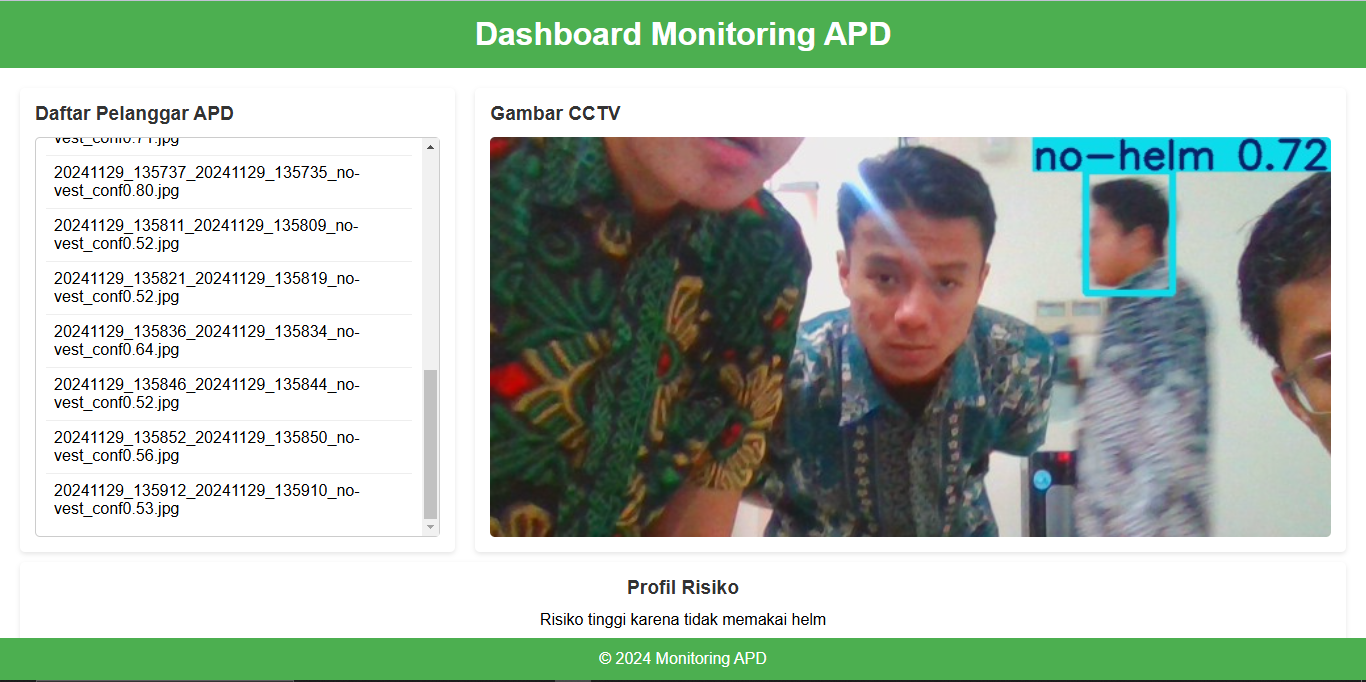 Dashboard Monitoring APD
Daftar Pelanggar APD
vest_conf0.71.jpg
20241129_135737_20241129_135735_no-
vest_conf0.80.jpg
20241129_135811_20241129_135809_no-
vest_conf0.52.jpg
20241129_135821_20241129_135819_no-
vest_conf0.52.jpg
20241129_135836_20241129_135834_no-
vest_conf0.64.jpg
20241129_135846_20241129_135844_no-
vest_conf0.52.jpg
20241129_135852_20241129_135850_no-
vest_conf0.56.jpg
20241129_135912_20241129_135910_no-
vest_conf0.53.jpg
Gambar CCTV
no-helm 0.72
Profil Risiko
Risiko tinggi karena tidak memakai helm
© 2024 Monitoring APD